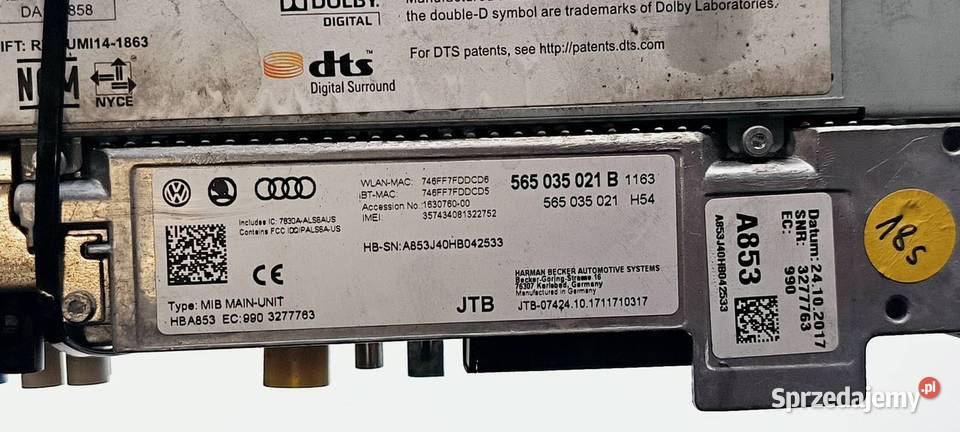 DOLBY
DIGITAL
the double-D symbol are trademarks of Dolby Laboratories.
For DTS patents, see http://patents.dts.com
dts
Digital Surround
858
UMI14-1863
NYCE
WLAN-MAC: 746FF7FDDCD6
BT-MAC: 746FF7FDDCD5
Accession No.: 1630760-00
IMEI: 357434081322752
565 035 021 B 1163
565 035 021 H54
Includes IC: 7830A-ALS6AUS
Contains FCC ID: QIPALS6A-US
HB-SN:A853J40HB042533
CE
HARMAN BECKER AUTOMOTIVE SYSTEMS
Becker-Göring-Strasse 16
76307 Karlsbad, Germany
Manufactured in Germany
Type: MIB MAIN-UNIT
HBA853 EC:990 3277763
JTB
JTB-07424.10.1711710317
Datum: 24.10.2017
SNR: 3277763
EC: 990
A853
A853J40HB042533
185
Sprzedajemy.pl